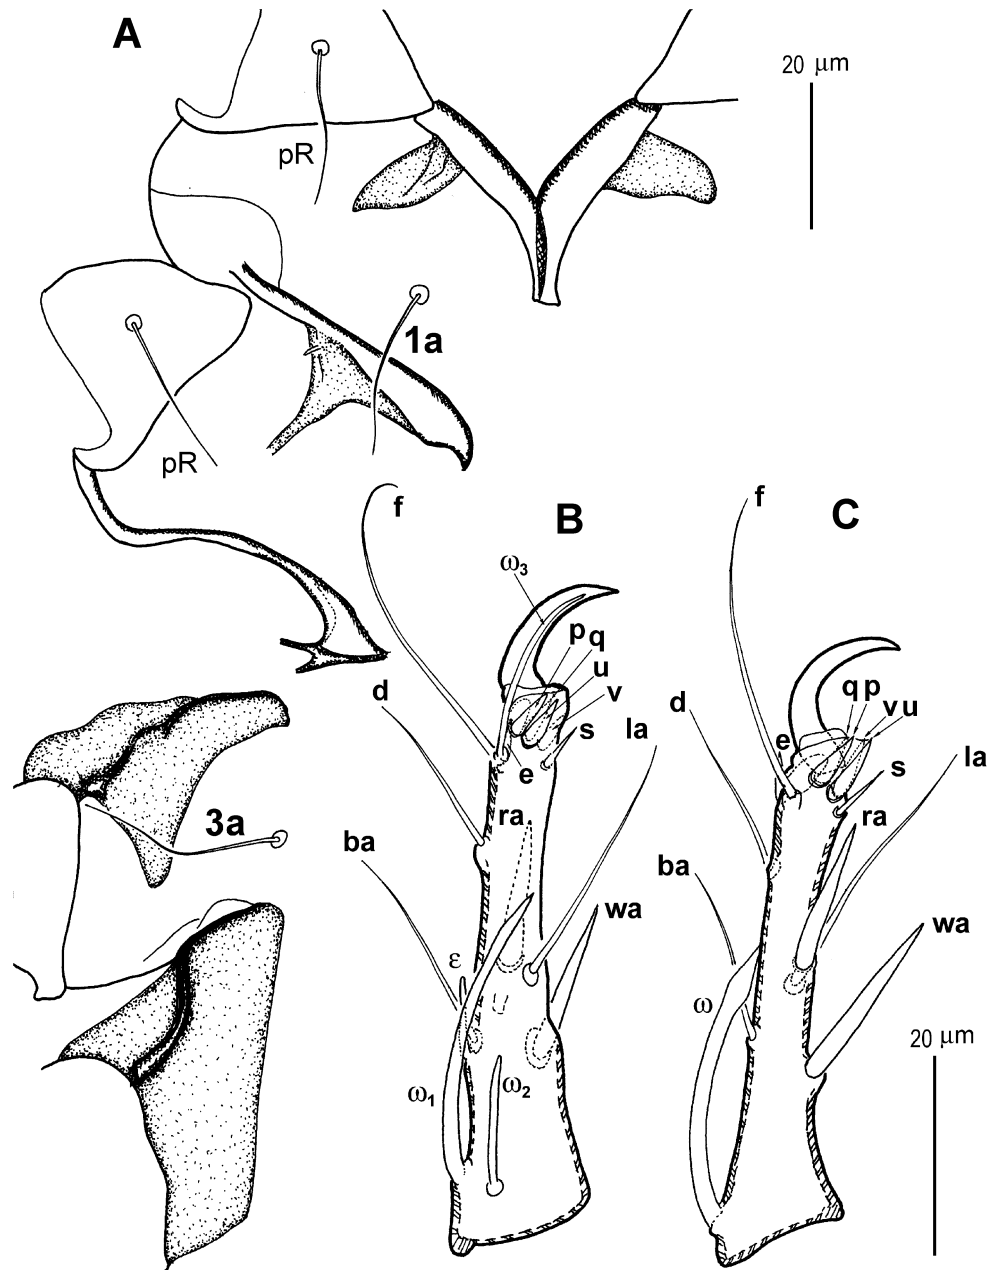 A
20 µm
pR
1a
pR
f
B
f
C
ω3
p q
u
v
d
s
la
e
ra
q p
v u
e
d
s
la
ra
3a
ba
wa
ba
wa
ε
ω
ω1
ω2
20 µm